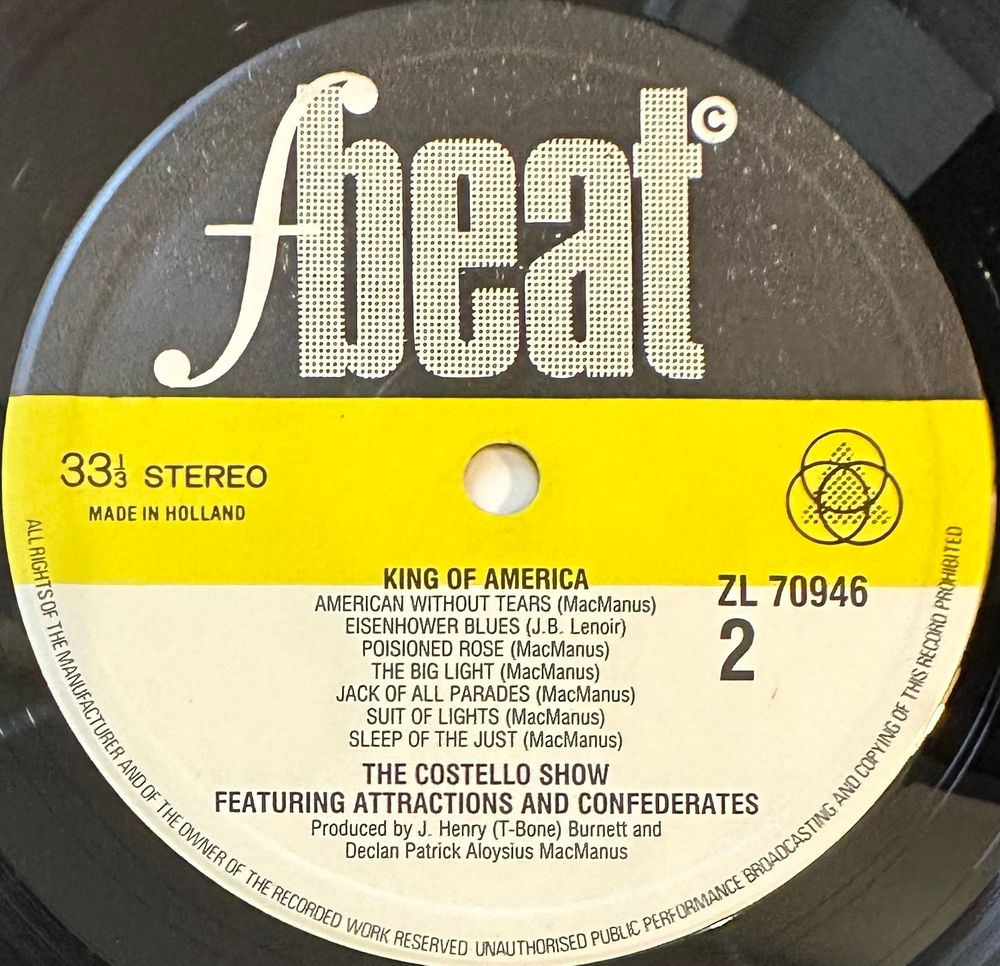 fbeat ©
33⅓ STEREO
MADE IN HOLLAND
KING OF AMERICA
AMERICAN WITHOUT TEARS (MacManus)
EISENHOWER BLUES (J.B. Lenoir)
POISIONED ROSE (MacManus)
THE BIG LIGHT (MacManus)
JACK OF ALL PARADES (MacManus)
SUIT OF LIGHTS (MacManus)
SLEEP OF THE JUST (MacManus)
ZL 70946
2
THE COSTELLO SHOW
FEATURING ATTRACTIONS AND CONFEDERATES
Produced by J. Henry (T-Bone) Burnett and
Declan Patrick Aloysius MacManus
ALL RIGHTS OF THE MANUFACTURER AND OF THE OWNER OF THE RECORDED WORK RESERVED UNAUTHORISED PUBLIC PERFORMANCE BROADCASTING AND COPYING OF THIS RECORD PROHIBITED